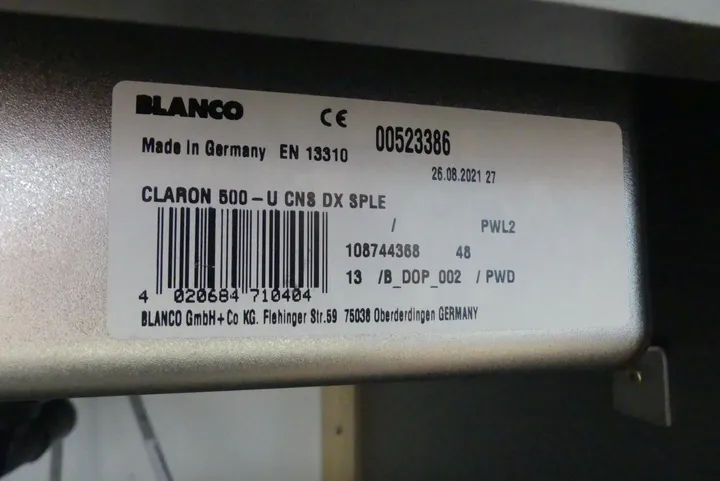 BLANCO CE 00523386
Made in Germany EN 13310
26.08.2021 27
CLARON 500-U CNS DX SPLE
/ PWL2
108744368 48
13 /B_DOP_002 /PWD
4 020684 710404
BLANCO GmbH+Co KG. Flehinger Str.59 75038 Oberderdingen GERMANY